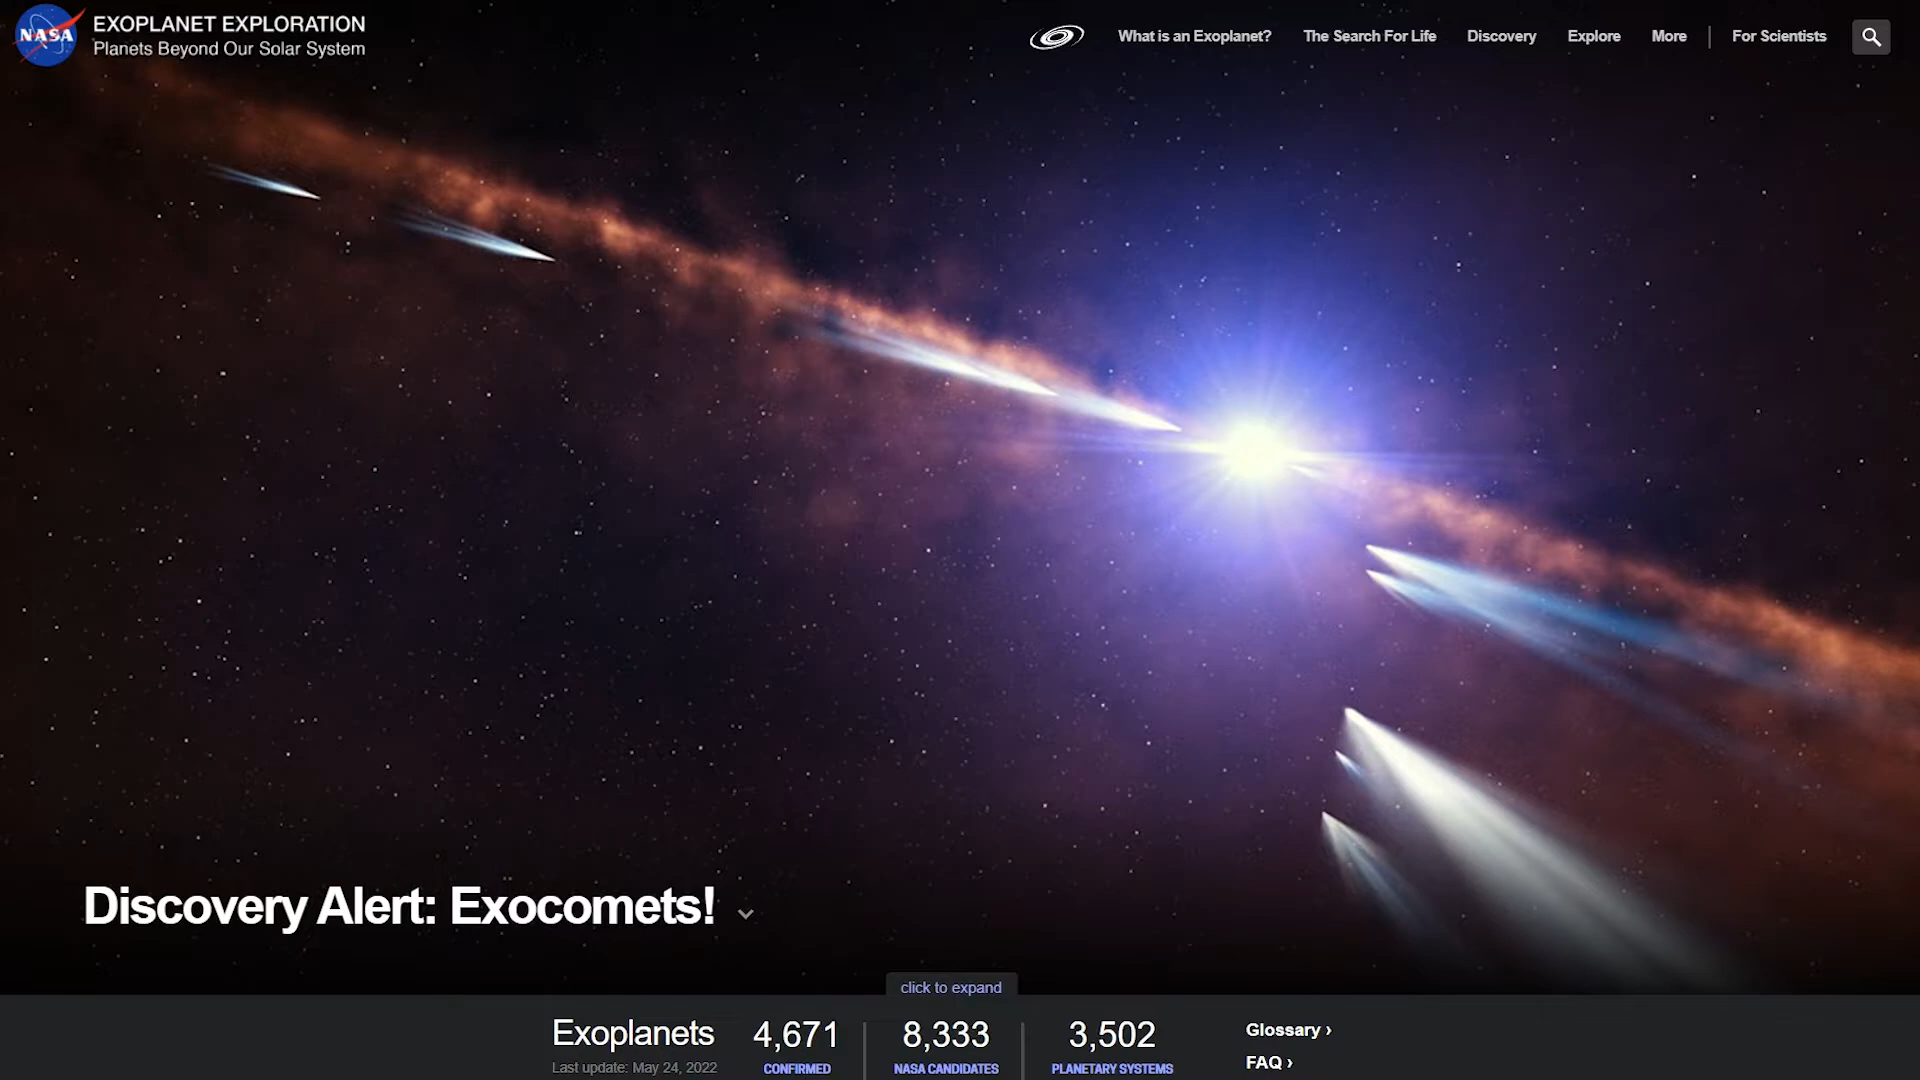 NASA
EXOPLANET EXPLORATION
Planets Beyond Our Solar System
What is an Exoplanet? The Search For Life Discovery Explore More For Scientists
Discovery Alert: Exocomets!
click to expand
Exoplanets 4,671 8,333 3,502 Glossary ›
Last update: May 24, 2022 CONFIRMED NASA CANDIDATES PLANETARY SYSTEMS FAQ ›